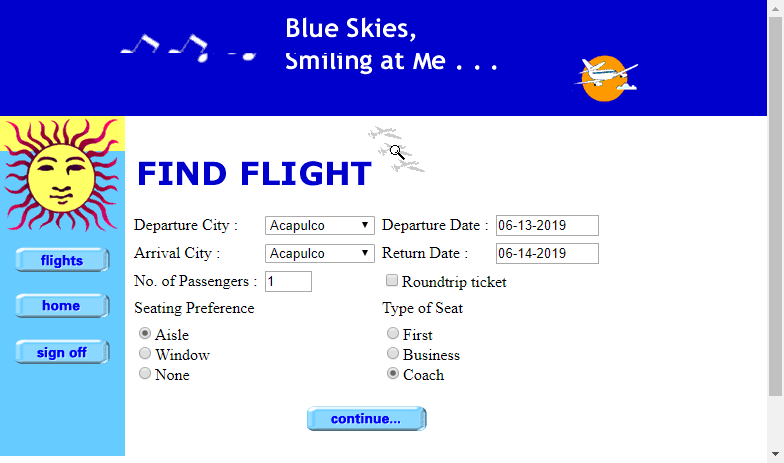 Blue Skies,
Smiling at Me . . .
FIND FLIGHT
Departure City : Acapulco Departure Date : 06-13-2019
Arrival City : Acapulco Return Date : 06-14-2019
No. of Passengers : 1 Roundtrip ticket
Seating Preference Type of Seat
Aisle First
Window Business
None Coach
continue...
flights
home
sign off